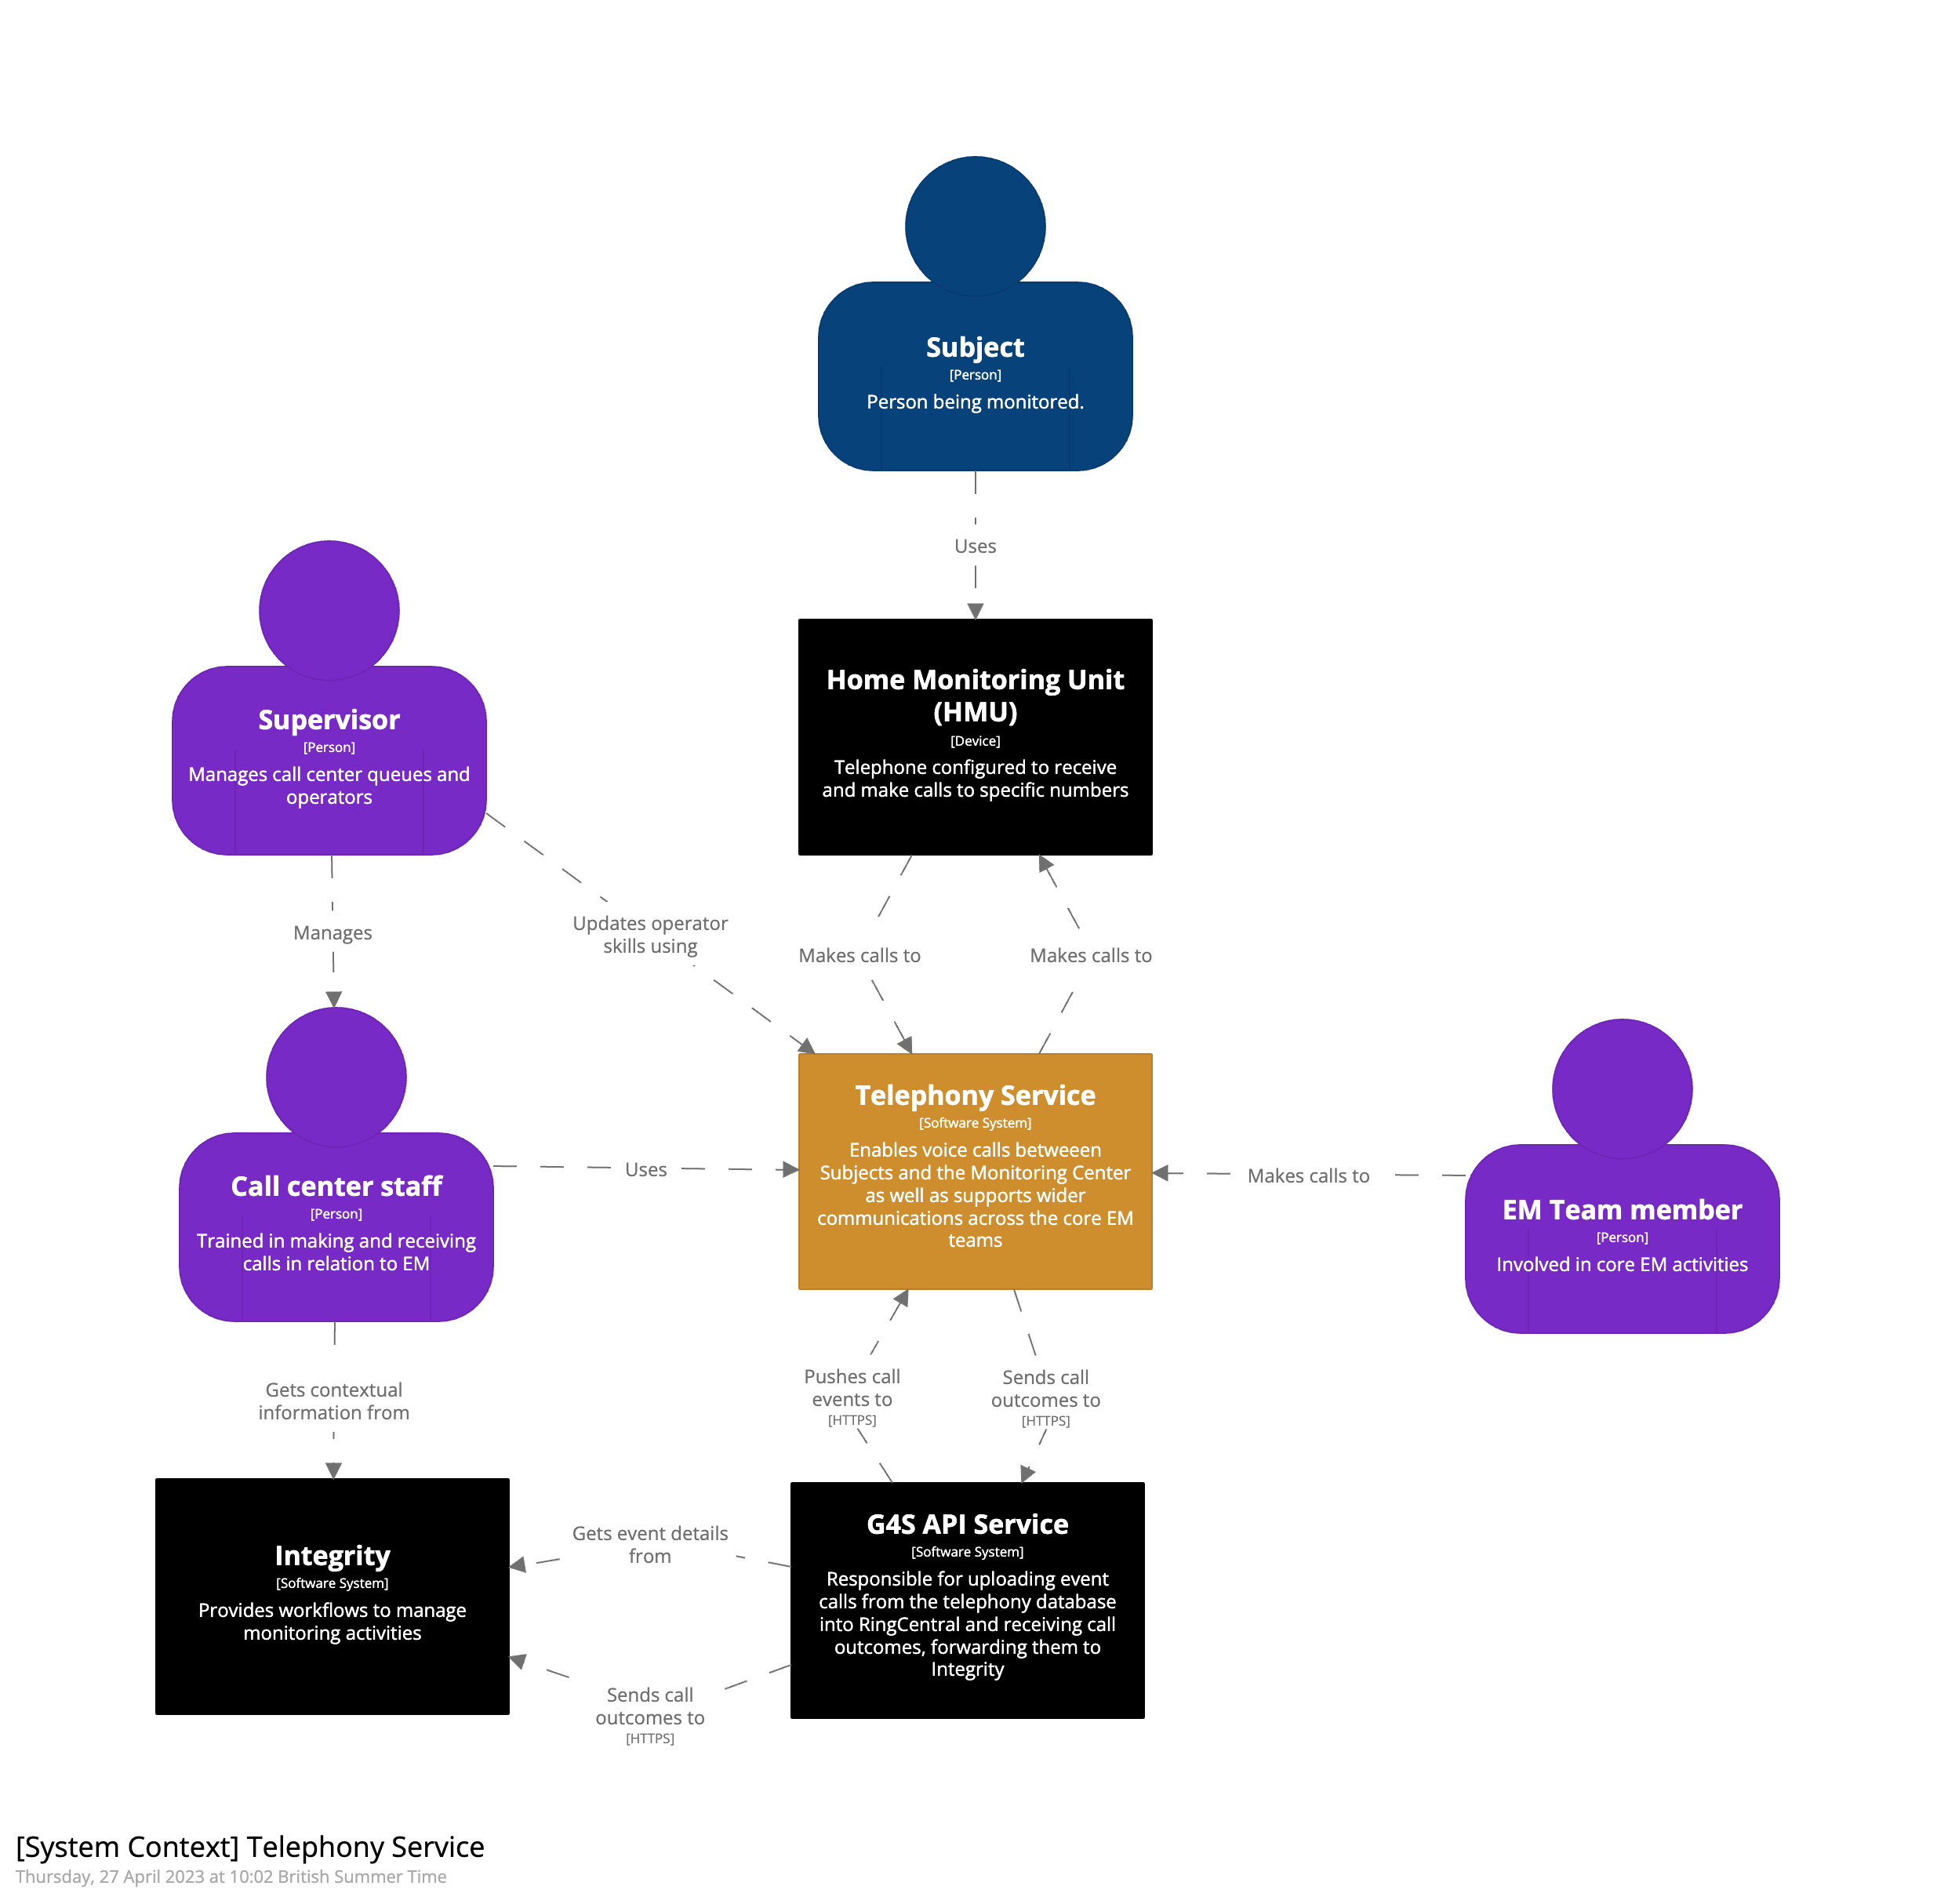 Subject
[Person]
Person being monitored.
Uses
Home Monitoring Unit
(HMU)
[Device]
Telephone configured to receive
and make calls to specific numbers
Supervisor
[Person]
Manages call center queues and
operators
Manages
Updates operator
skills using
Makes calls to
Makes calls to
Call center staff
[Person]
Trained in making and receiving
calls in relation to EM
Uses
Telephony Service
[Software System]
Enables voice calls betweeen
Subjects and the Monitoring Center
as well as supports wider
communications across the core EM
teams
Makes calls to
EM Team member
[Person]
Involved in core EM activities
Gets contextual
information from
Pushes call
events to
[HTTPS]
Sends call
outcomes to
[HTTPS]
Integrity
[Software System]
Provides workflows to manage
monitoring activities
Gets event details
from
Sends call
outcomes to
[HTTPS]
G4S API Service
[Software System]
Responsible for uploading event
calls from the telephony database
into RingCentral and receiving call
outcomes, forwarding them to
Integrity
[System Context] Telephony Service
Thursday, 27 April 2023 at 10:02 British Summer Time